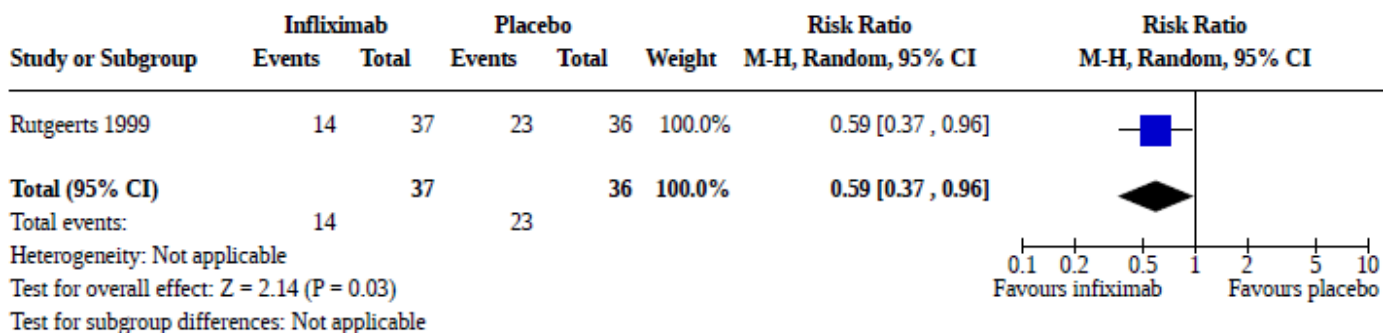 Infliximab Placebo Risk Ratio Risk Ratio
Study or Subgroup Events Total Events Total Weight M-H, Random, 95% CI M-H, Random, 95% CI
Rutgeerts 1999 14 37 23 36 100.0% 0.59 [0.37 , 0.96]
Total (95% CI) 37 36 100.0% 0.59 [0.37 , 0.96]
Total events: 14 23
Heterogeneity: Not applicable
0.1 0.2 0.5 1 2 5 10
Test for overall effect: Z = 2.14 (P = 0.03)
Favours infiximab Favours placebo
Test for subgroup differences: Not applicable